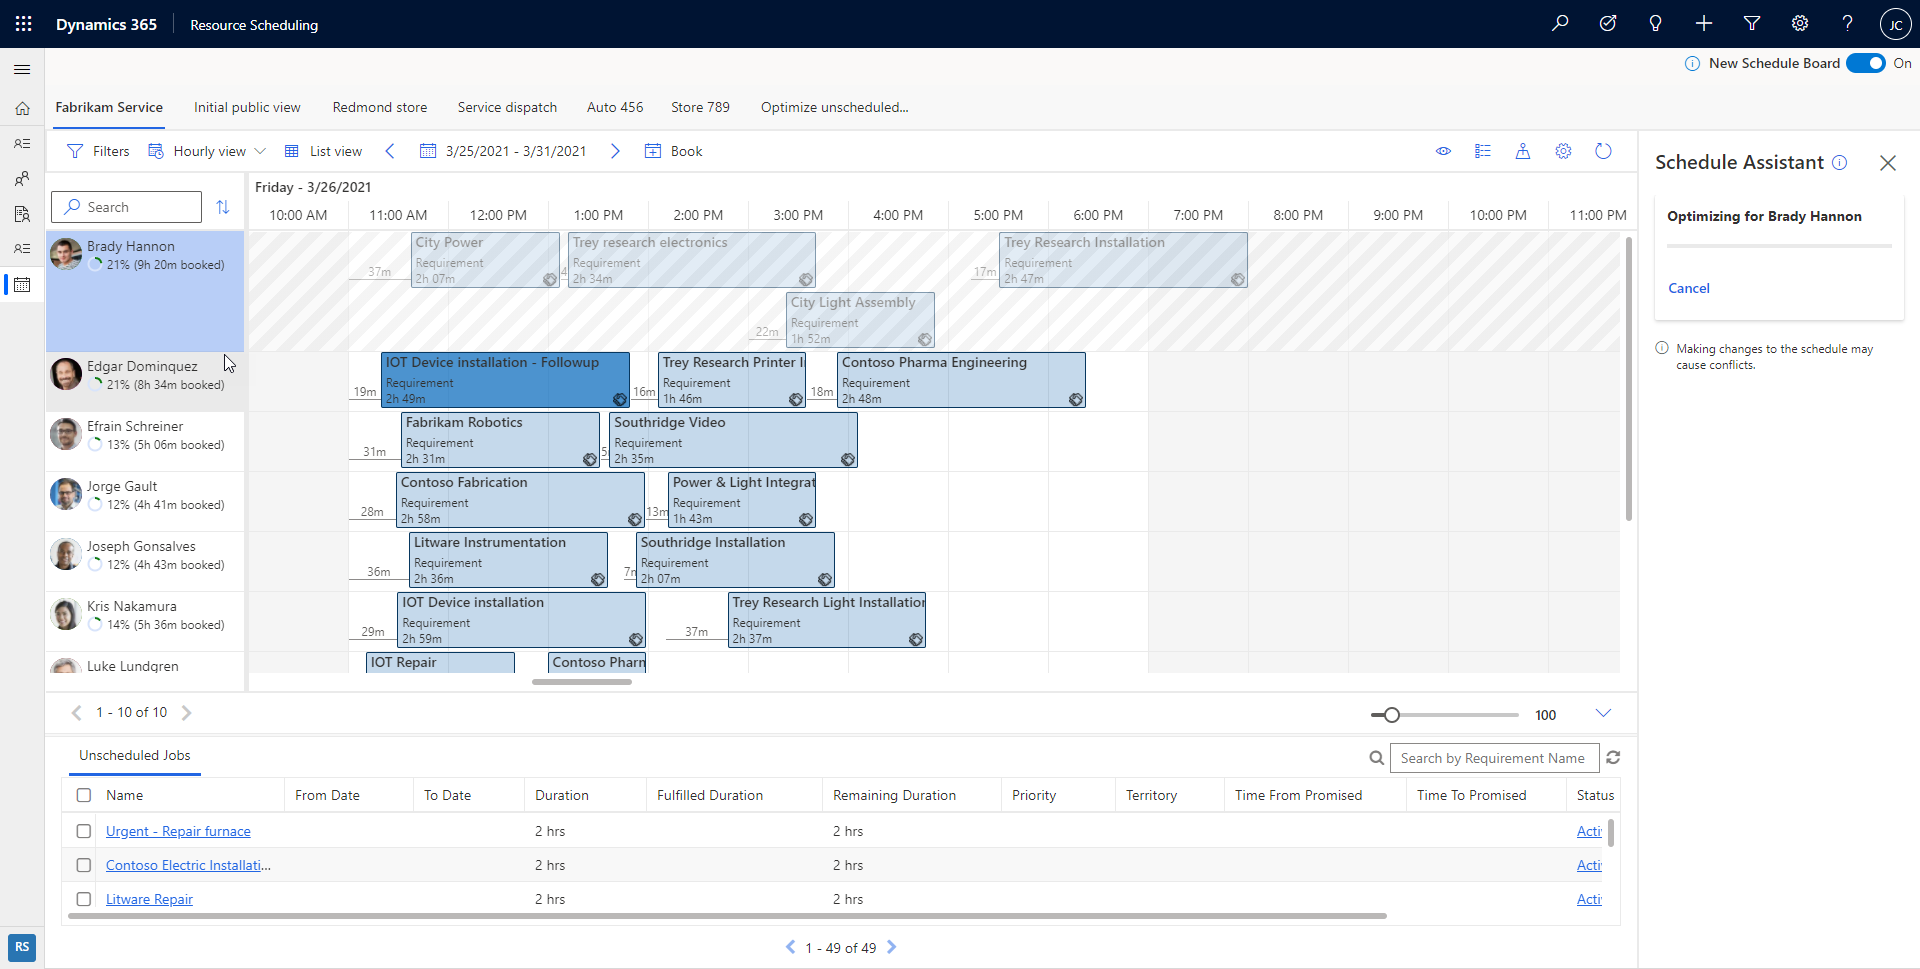 Dynamics 365
Resource Scheduling
JC
New Schedule Board
On
Fabrikam Service
Initial public view
Redmond store
Service dispatch
Auto 456
Store 789
Optimize unscheduled...
Filters
Hourly view
List view
3/25/2021 - 3/31/2021
Book
Schedule Assistant
Optimizing for Brady Hannon
Cancel
Making changes to the schedule may
cause conflicts.
Search
Friday - 3/26/2021
10:00 AM
11:00 AM
12:00 PM
1:00 PM
2:00 PM
3:00 PM
4:00 PM
5:00 PM
6:00 PM
7:00 PM
8:00 PM
9:00 PM
10:00 PM
11:00 PM
Brady Hannon
21% (9h 20m booked)
37m
City Power
Requirement
2h 07m
4
Trey research electronics
Requirement
2h 34m
17m
Trey Research Installation
Requirement
2h 47m
22m
City Light Assembly
Requirement
1h 52m
Edgar Dominquez
21% (8h 34m booked)
19m
IOT Device installation - Followup
Requirement
2h 49m
16m
Trey Research Printer I
Requirement
1h 46m
18m
Contoso Pharma Engineering
Requirement
2h 48m
Efrain Schreiner
13% (5h 06m booked)
31m
Fabrikam Robotics
Requirement
2h 31m
5
Southridge Video
Requirement
2h 35m
Jorge Gault
12% (4h 41m booked)
28m
Contoso Fabrication
Requirement
2h 58m
13m
Power & Light Integrat
Requirement
1h 43m
Joseph Gonsalves
12% (4h 43m booked)
36m
Litware Instrumentation
Requirement
2h 36m
7m
Southridge Installation
Requirement
2h 07m
Kris Nakamura
14% (5h 36m booked)
29m
IOT Device installation
Requirement
2h 59m
37m
Trey Research Light Installation
Requirement
2h 37m
Luke Lundgren
IOT Repair
Contoso Pharm
1 - 10 of 10
100
Unscheduled Jobs
Search by Requirement Name
Name
From Date
To Date
Duration
Fulfilled Duration
Remaining Duration
Priority
Territory
Time From Promised
Time To Promised
Status
Urgent - Repair furnace
2 hrs
2 hrs
Acti
Contoso Electric Installati...
2 hrs
2 hrs
Acti
Litware Repair
2 hrs
2 hrs
Acti
RS
1 - 49 of 49